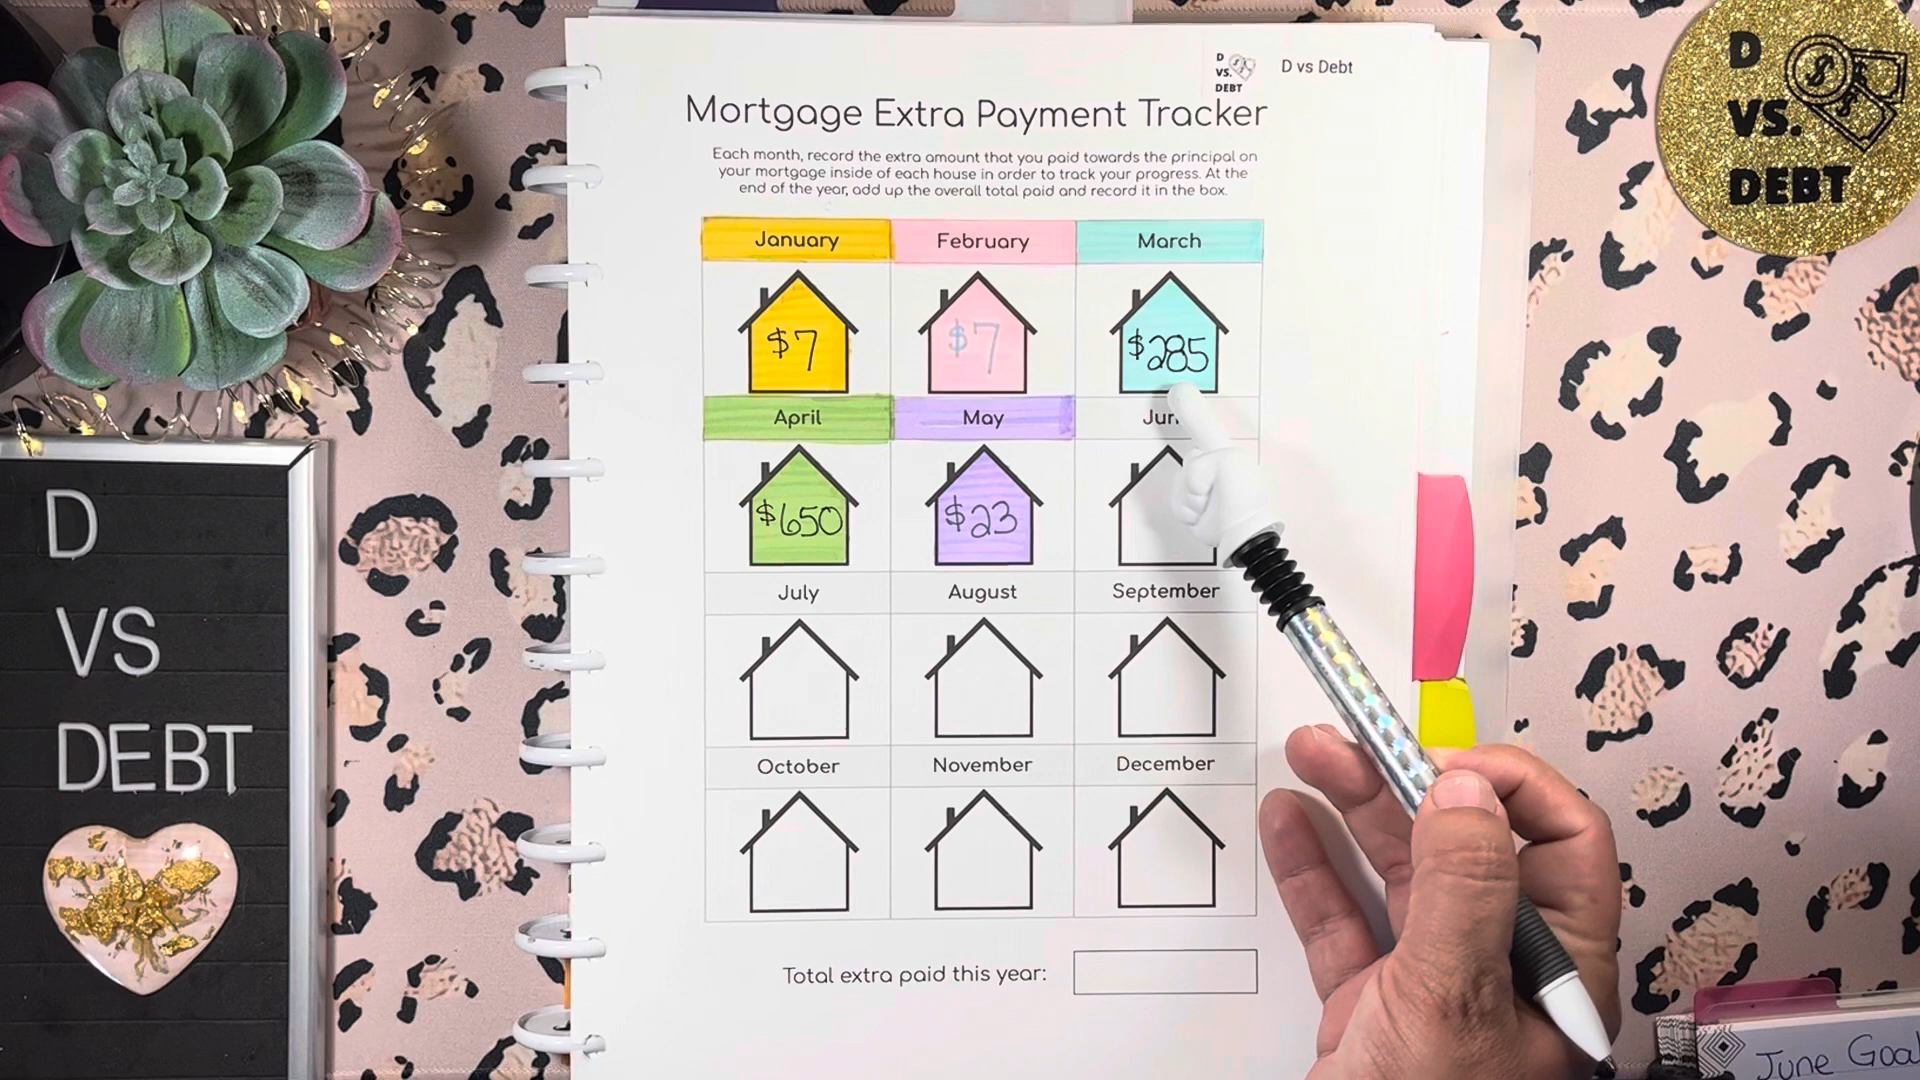 D
VS.
DEBT
D vs Debt
Mortgage Extra Payment Tracker
Each month, record the extra amount that you paid towards the principal on
your mortgage inside of each house in order to track your progress. At the
end of the year, add up the overall total paid and record it in the box.
January February March
$7 $7 $285
April May
$650 $23
July August September
October November December
Total extra paid this year:
D
VS
DEBT
D
VS.
DEBT
June